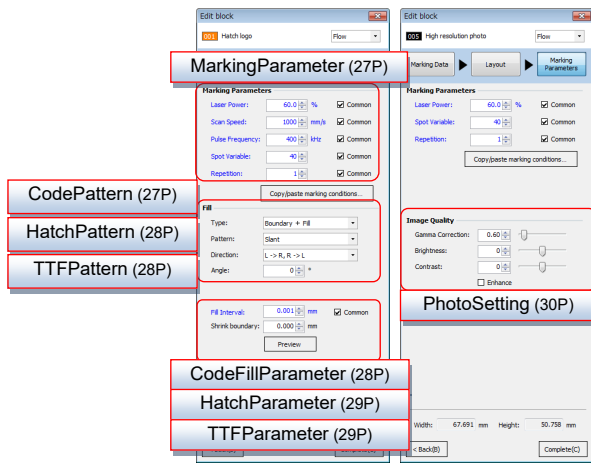 Edit block
001 Hatch logo Flow
MarkingParameter (27P)
Marking Parameters
Laser Power: 60.0 % Common
Scan Speed: 1000 mm/s Common
Pulse Frequency: 400 kHz Common
Spot Variable: 40 Common
Repetition: 1 Common
Copy/paste marking conditions...
CodePattern (27P)
HatchPattern (28P)
TTFPattern (28P)
Fill
Type: Boundary + Fill
Pattern: Slant
Direction: L -> R, R -> L
Angle: 0 °
Fill Interval: 0.001 mm Common
Shrink boundary: 0.000 mm
Preview
CodeFillParameter (28P)
HatchParameter (29P)
TTFParameter (29P)
Edit block
005 High resolution photo Flow
Marking Data Layout Marking Parameters
Marking Parameters
Laser Power: 60.0 % Common
Spot Variable: 40 Common
Repetition: 1 Common
Copy/paste marking conditions...
Image Quality
Gamma Correction: 0.60
Brightness: 0
Contrast: 0
Enhance
PhotoSetting (30P)
Width: 67.691 mm Height: 50.758 mm
< Back(B) Complete(C)